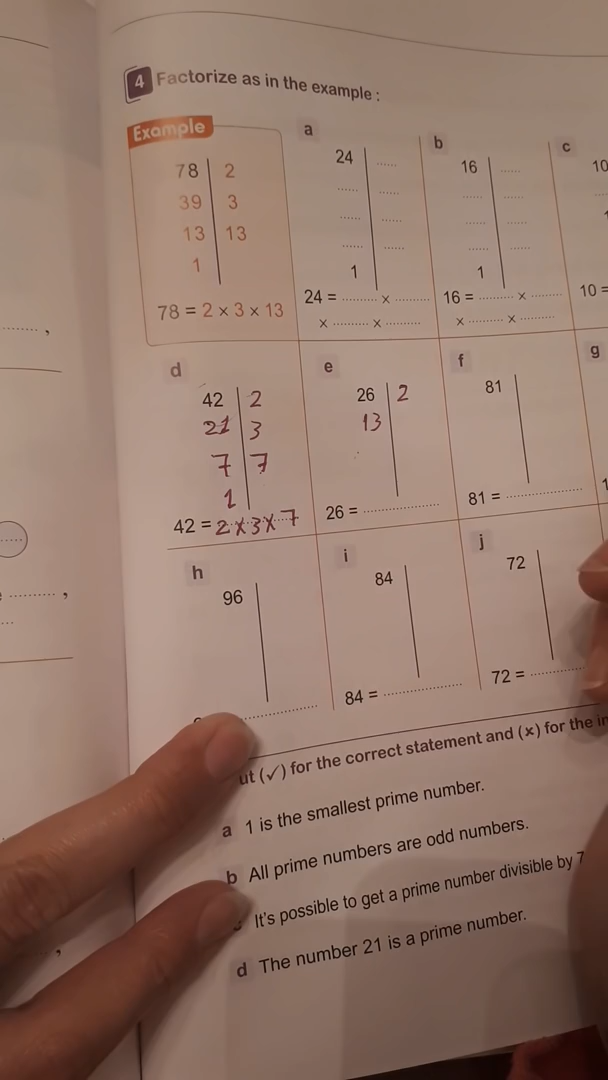 4 Factorize as in the example :
Example
78 2
39 3
13 13
1
78 = 2 x 3 x 13
a
24 ......
...... ......
...... ......
...... ......
1
24 = .......... x ..........
x .......... x ..........
b
16 ......
...... ......
...... ......
...... ......
1
16 = .......... x ..........
x .......... x ..........
c
10
10 =
d
42 2
21 3
7 7
1
42 = 2 x 3 x 7
e
26 2
13
26 = ....................
f
81
81 = ....................
g
h
96
i
84
84 = ....................
j
72
72 = ..............
ut (✓) for the correct statement and (x) for the in
a 1 is the smallest prime number.
b All prime numbers are odd numbers.
It's possible to get a prime number divisible by 7
d The number 21 is a prime number.